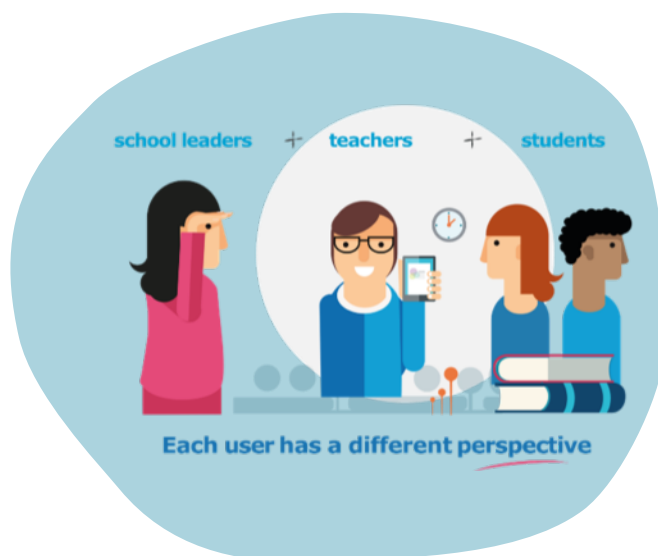 school leaders + teachers + students
Each user has a different perspective